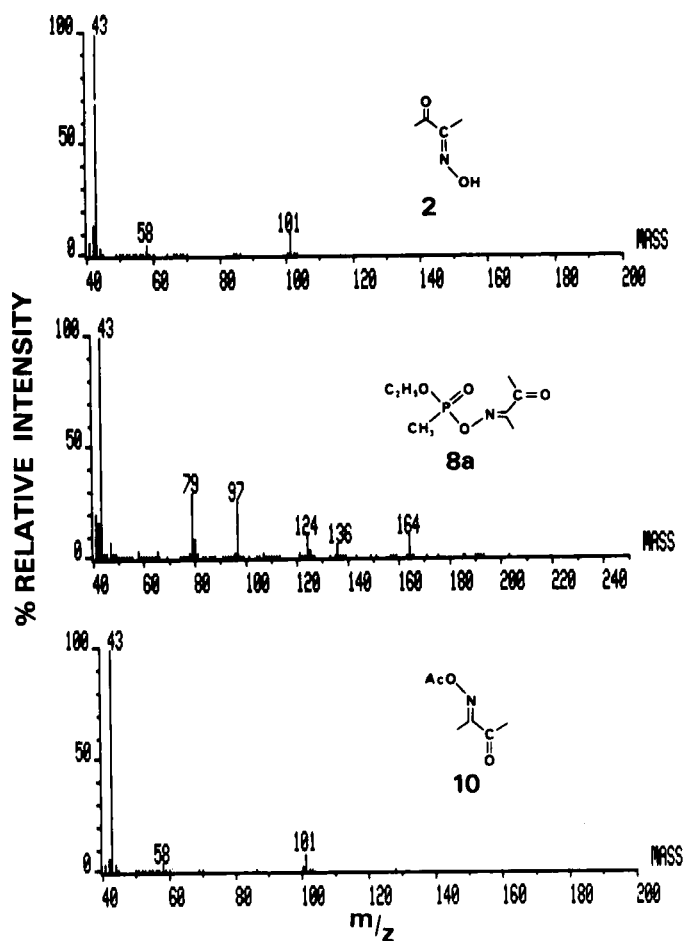 % RELATIVE INTENSITY
100 43
50
0
58
101
MASS
40 60 80 100 120 140 160 180 200
O
C
N
OH
2
100 43
50
0
79
97
124
136
164
MASS
40 60 80 100 120 140 160 180 200 220 240
C₂H₅O O
P
CH₃ O N C=O
8a
100 43
50
0
58
101
MASS
40 60 80 100 120 140 160 180 200
AcO
N
C
O
10
m/z